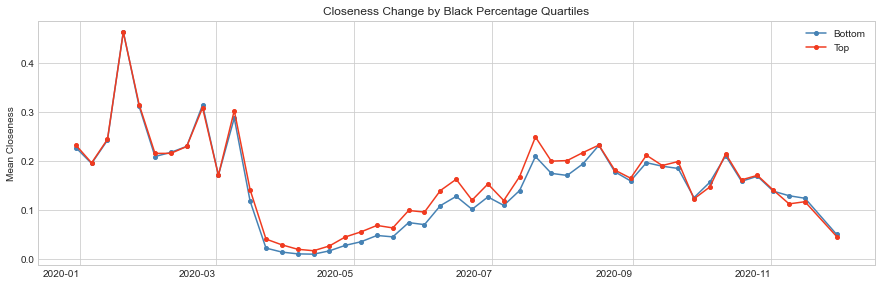 Closeness Change by Black Percentage Quartiles
Bottom
Top
Mean Closeness
0.4
0.3
0.2
0.1
0.0
2020-01
2020-03
2020-05
2020-07
2020-09
2020-11